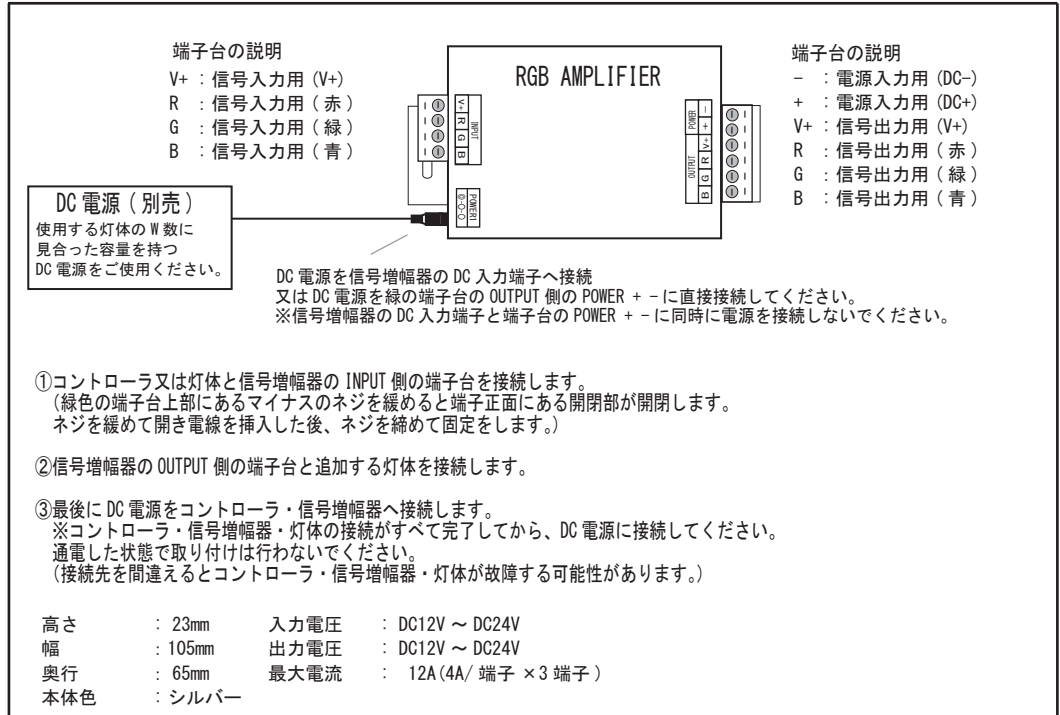 端子台の説明
V+ : 信号入力用 (V+)
R : 信号入力用 ( 赤 )
G : 信号入力用 ( 緑 )
B : 信号入力用 ( 青 )
RGB AMPLIFIER
V+ R G B
INPUT
POWER1
POWER
OUTPUT
− + V+ R G B
端子台の説明
− : 電源入力用 (DC−)
+ : 電源入力用 (DC+)
V+ : 信号出力用 (V+)
R : 信号出力用 ( 赤 )
G : 信号出力用 ( 緑 )
B : 信号出力用 ( 青 )
DC 電源 ( 別売 )
使用する灯体の W 数に
見合った容量を持つ
DC 電源をご使用ください。
DC 電源を信号増幅器の DC 入力端子へ接続
又は DC 電源を緑の端子台の OUTPUT 側の POWER + − に直接接続してください。
※信号増幅器の DC 入力端子と端子台の POWER + − に同時に電源を接続しないでください。
①コントローラ又は灯体と信号増幅器の INPUT 側の端子台を接続します。
(緑色の端子台上部にあるマイナスのネジを緩めると端子正面にある開閉部が開閉します。
ネジを緩めて開き電線を挿入した後、ネジを締めて固定をします。)
②信号増幅器の OUTPUT 側の端子台と追加する灯体を接続します。
③最後に DC 電源をコントローラ・信号増幅器へ接続します。
※コントローラ・信号増幅器・灯体の接続がすべて完了してから、DC 電源に接続してください。
通電した状態で取り付けは行わないでください。
(接続先を間違えるとコントローラ・信号増幅器・灯体が故障する可能性があります。)
高さ : 23mm 入力電圧 : DC12V ～ DC24V
幅 : 105mm 出力電圧 : DC12V ～ DC24V
奥行 : 65mm 最大電流 : 12A(4A/ 端子 ×3 端子 )
本体色 : シルバー